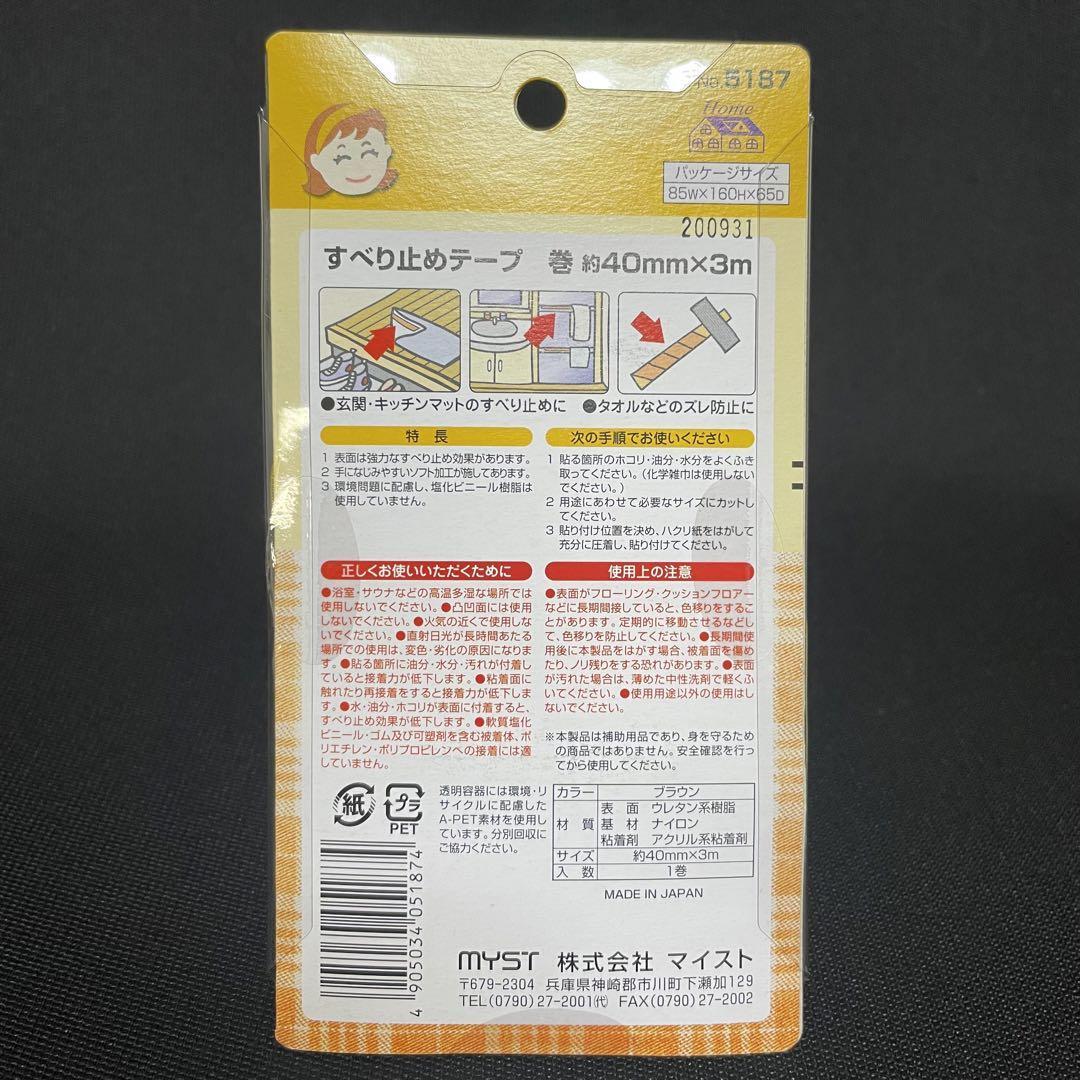 No.5187
Home
パッケージサイズ
85W×160H×65D
200931
すべり止めテープ 巻 約40mm×3m
●玄関・キッチンマットのすべり止めに ●タオルなどのズレ防止に
特長
1 表面は強力なすべり止め効果があります。
2 手になじみやすいソフト加工が施してあります。
3 環境問題に配慮し、塩化ビニール樹脂は
使用していません。
次の手順でお使いください
1 貼る箇所のホコリ・油分・水分をよくふき
取ってください。（化学雑巾は使用しない
でください。）
2 用途にあわせて必要なサイズにカットし
てください。
3 貼り付け位置を決め、ハクリ紙をはがして
充分に圧着し、貼り付けてください。
正しくお使いいただくために
●浴室・サウナなどの高温多湿な場所では
使用しないでください。●凸凹面には使用
しないでください。●火気の近くで使用しな
いでください。●直射日光が長時間あたる
場所での使用は、変色・劣化の原因になりま
す。●貼る箇所に油分・水分・汚れが付着し
ていると接着力が低下します。●粘着面に
触れたり再接着をすると接着力が低下しま
す。●水・油分・ホコリが表面に付着すると、
すべり止め効果が低下します。●軟質塩化
ビニール・ゴム及び可塑剤を含む被着体、ポ
リエチレン・ポリプロピレンへの接着には適
していません。
使用上の注意
●表面がフローリング・クッションフロアー
などに長期間接していると、色移りをするこ
とがあります。定期的に移動させるなどし
て、色移りを防止してください。●長期間使
用後に本製品をはがす場合、被着面を傷め
たり、ノリ残りをする恐れがあります。●表面
が汚れた場合は、薄めた中性洗剤で軽くふ
いてください。●使用用途以外の使用はし
ないでください。
※本製品は補助用品であり、身を守るため
の商品ではありません。安全確認を行っ
てから使用してください。
紙
プラ
PET
透明容器には環境・リ
サイクルに配慮した
A-PET素材を使用し
ています。分別回収に
ご協力ください。
カラー ブラウン
材質 表面 ウレタン系樹脂
基材 ナイロン
粘着剤 アクリル系粘着剤
サイズ 約40mm×3m
入数 1巻
MADE IN JAPAN
4 905034 051874
MYST 株式会社 マイスト
〒679-2304 兵庫県神崎郡市川町下瀬加129
TEL(0790)27-2001㈹ FAX(0790)27-2002